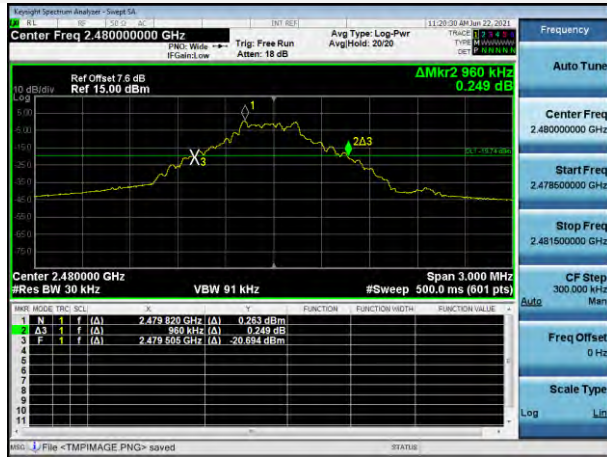 Keysight Spectrum Analyzer - Swept SA
RL RF 50 Ω AC INT REF 11:20:30 AM Jun 22, 2021
Center Freq 2.480000000 GHz
PNO: Wide
IFGain:Low
Trig: Free Run
Atten: 18 dB
Avg Type: Log-Pwr
Avg|Hold: 20/20
TRACE 1 2 3 4 5 6
TYPE M WWWWW
DET P N N N N N
Frequency
Auto Tune
Center Freq
2.480000000 GHz
Start Freq
2.478500000 GHz
Stop Freq
2.481500000 GHz
CF Step
300.000 kHz
Auto Man
Freq Offset
0 Hz
Scale Type
Log Lin
Ref Offset 7.6 dB
10 dB/div Ref 15.00 dBm
ΔMkr2 960 kHz
0.249 dB
Log
5.00
-5.00
-15.0
-25.0
-35.0
-45.0
-55.0
-65.0
-75.0
1
2Δ3
3
Center 2.480000 GHz
#Res BW 30 kHz
VBW 91 kHz
Span 3.000 MHz
#Sweep 500.0 ms (601 pts)
MKR MODE TRC SCL X Y FUNCTION FUNCTION WIDTH FUNCTION VALUE
1 N 1 f (Δ) 2.479 820 GHz (Δ) 0.263 dBm
2 Δ3 1 f (Δ) 960 kHz (Δ) 0.249 dB
3 F 1 f (Δ) 2.479 505 GHz (Δ) -20.694 dBm
4
5
6
7
8
9
10
11
MSG File <TMPIMAGE.PNG> saved STATUS